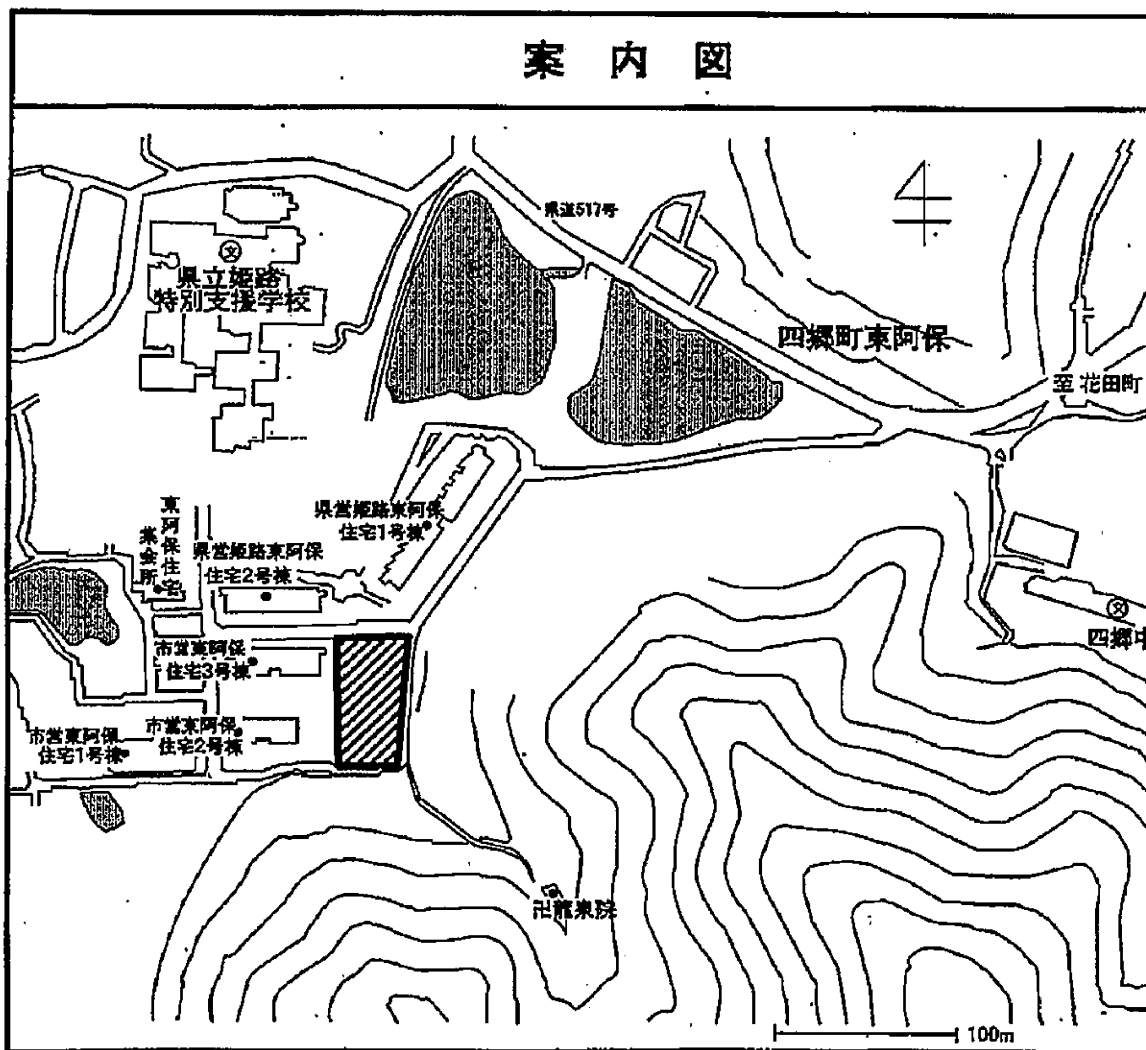 案内図
県道517号
県立姫路
特別支援学校
四郷町東阿保
至 花田町
県営姫路東阿保
住宅1号棟
東阿保住宅
集会所
県営姫路東阿保
住宅2号棟
四郷中
市営東阿保
住宅3号棟
市営東阿保
住宅2号棟
市営東阿保
住宅1号棟
卍龍泉院
100m